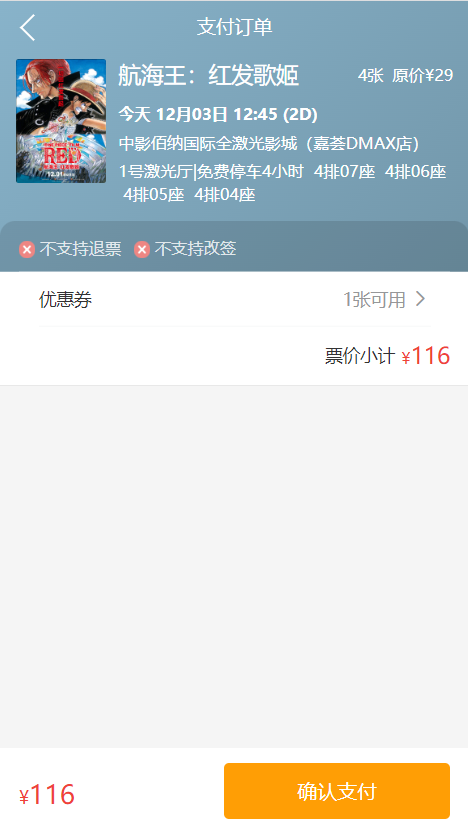 支付订单
航海王：红发歌姬 4张 原价¥29
今天 12月03日 12:45 (2D)
中影佰纳国际全激光影城（嘉荟DMAX店）
1号激光厅|免费停车4小时 4排07座 4排06座
4排05座 4排04座
RED
不支持退票 不支持改签
优惠券 1张可用
票价小计 ¥116
¥116 确认支付